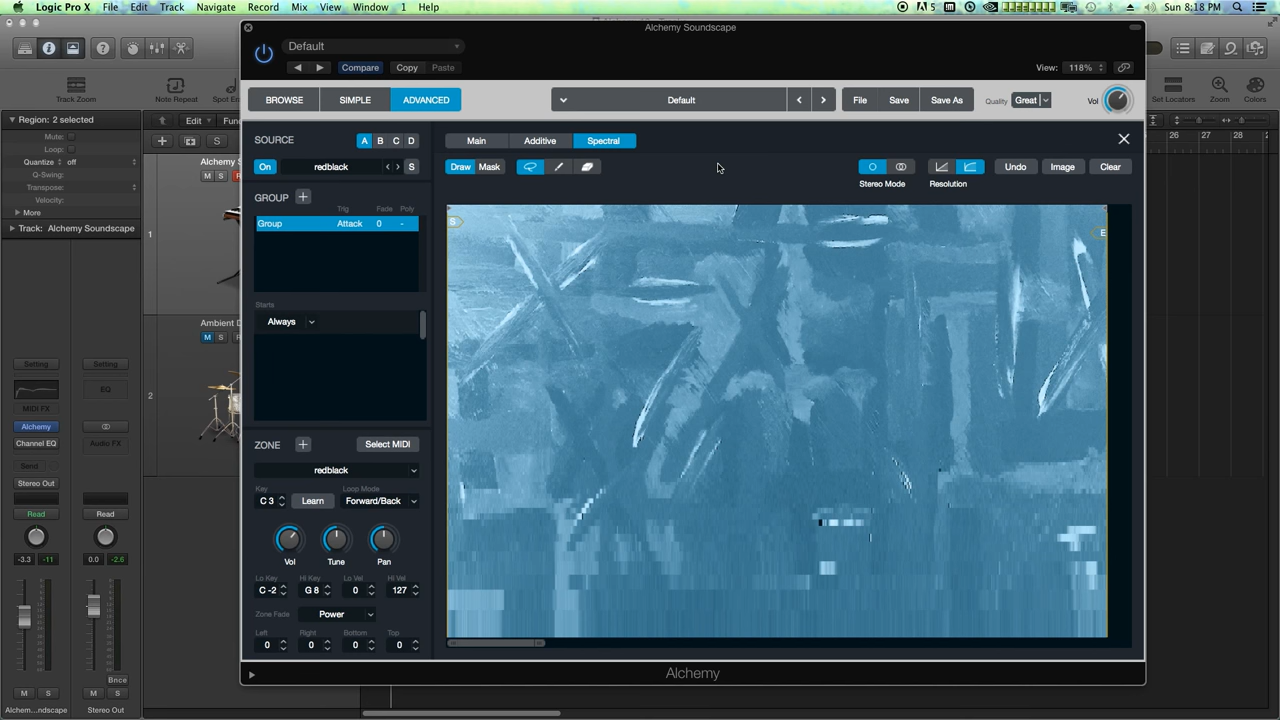 Logic Pro X File Edit Track Navigate Record Mix View Window 1 Help
5 Sun 8:18 PM
Alchemy Soundscape
Default
Compare Copy Paste
View: 118%
Track Zoom Note Repeat
Set Locators Zoom Colors
BROWSE SIMPLE ADVANCED
Default
File Save Save As Quality Great Vol
Region: 2 selected
Mute:
Loop:
Quantize off
Q-Swing:
Transpose:
Velocity:
More
Track: Alchemy Soundscape
Edit
26 27 28
1
Alchemy S
M S R
2
Ambient D
M S R
SOURCE A B C D
On redblack S
Main Additive Spectral
Draw Mask
Stereo Mode
Resolution
Undo Image Clear
GROUP
Trig Fade Poly
Group Attack 0 -
Starts
Always
S
E
ZONE Select MIDI
redblack
Key Loop Mode
C 3 Learn Forward/Back
Vol Tune Pan
Lo Key Hi Key Lo Vel Hi Vel
C -2 G 8 0 127
Zone Fade Power
Left Right Bottom Top
0 0 0 0
Alchemy
Setting Setting
EQ
MIDI FX
Alchemy
Channel EQ Audio FX
Send
Stereo Out
Read Read
-3.3 -11 0.0 -2.6
Bnce
M S M S
Alchem...ndscape Stereo Out